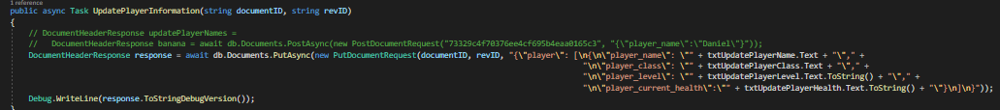 1 reference
public async Task UpdatePlayerInformation(string documentID, string revID)
{
// DocumentHeaderResponse updatePlayerNames =
// DocumentHeaderResponse banana = await db.Documents.PostAsync(new PostDocumentRequest("73329c4f70376ee4cf695b4eaa0165c3", "{\"player_name\":\"Daniel\"}"));
DocumentHeaderResponse response = await db.Documents.PutAsync(new PutDocumentRequest(documentID, revID, "{\"player\": [\n{\n\"player_name\": \"" + txtUpdatePlayerName.Text + "\"," +
"\n\"player_class\": \"" + txtUpdatePlayerClass.Text + "\"," +
"\n\"player_level\": \"" + txtUpdatePlayerLevel.Text.ToString() + "\"," +
"\n\"player_current_health\":\"" + txtUpdatePlayerHealth.Text.ToString() + "\"}\n]\n}"));
Debug.WriteLine(response.ToStringDebugVersion());
}